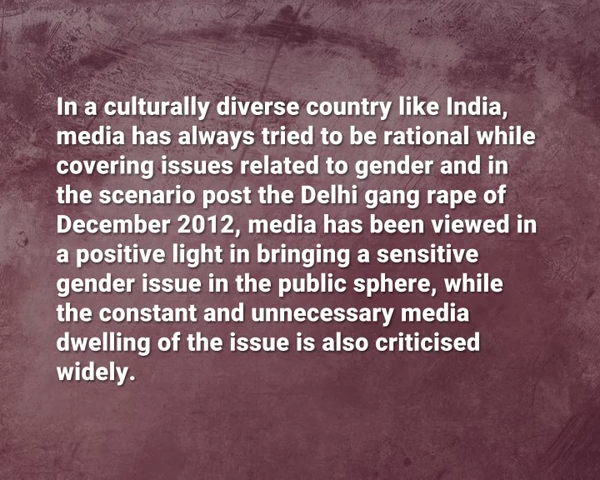 In a culturally diverse country like India,
media has always tried to be rational while
covering issues related to gender and in
the scenario post the Delhi gang rape of
December 2012, media has been viewed in
a positive light in bringing a sensitive
gender issue in the public sphere, while
the constant and unnecessary media
dwelling of the issue is also criticised
widely.